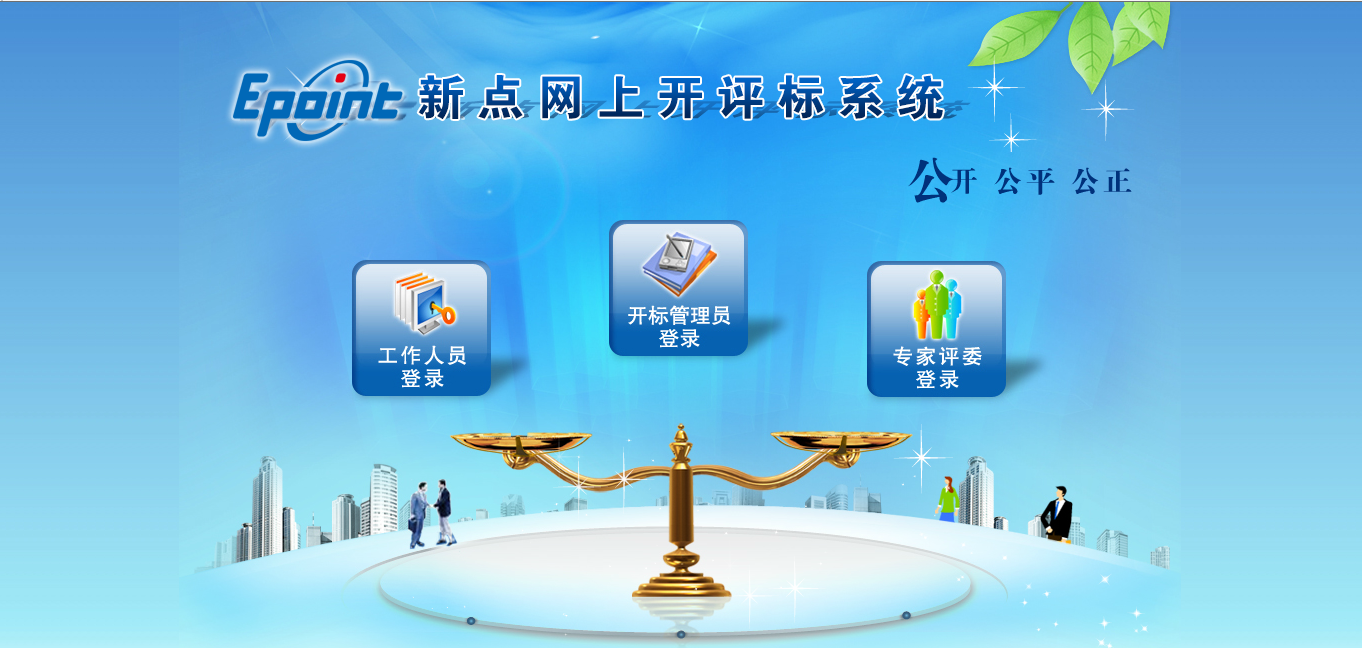 Epoint 新点网上开评标系统
公开 公平 公正
开标管理员
登录
工作人员
登录
专家评委
登录